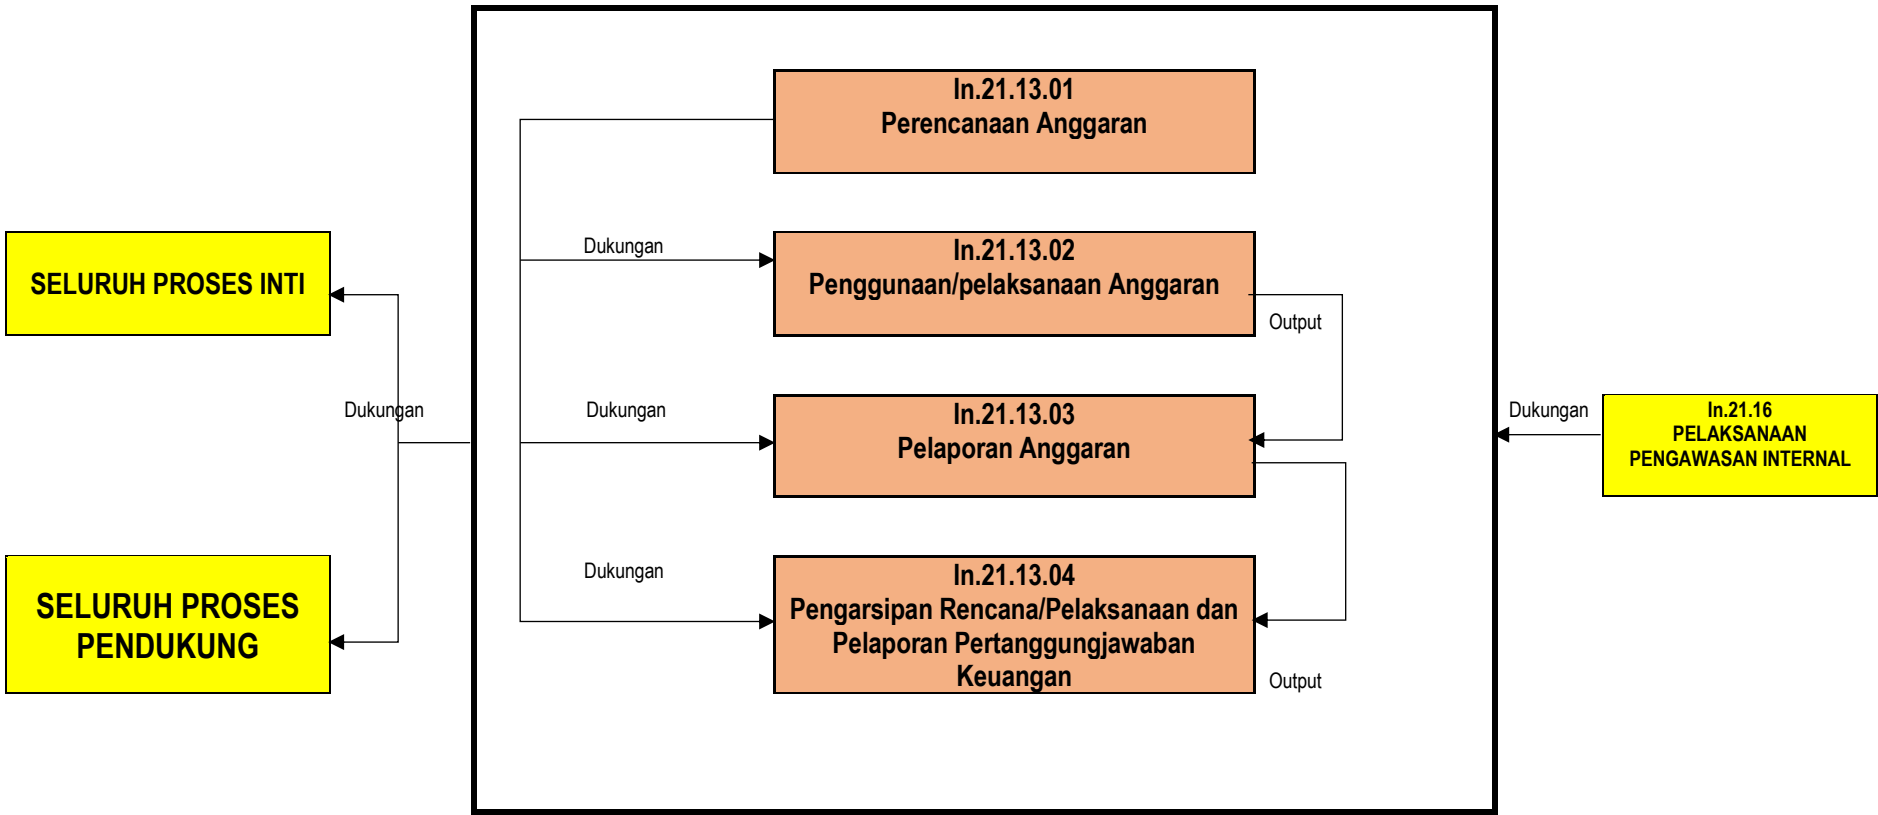 In.21.13.01
Perencanaan Anggaran
Dukungan
In.21.13.02
Penggunaan/pelaksanaan Anggaran
Output
SELURUH PROSES INTI
Dukungan
Dukungan
In.21.13.03
Pelaporan Anggaran
Dukungan
In.21.16
PELAKSANAAN
PENGAWASAN INTERNAL
SELURUH PROSES
PENDUKUNG
Dukungan
In.21.13.04
Pengarsipan Rencana/Pelaksanaan dan
Pelaporan Pertanggungjawaban
Keuangan
Output